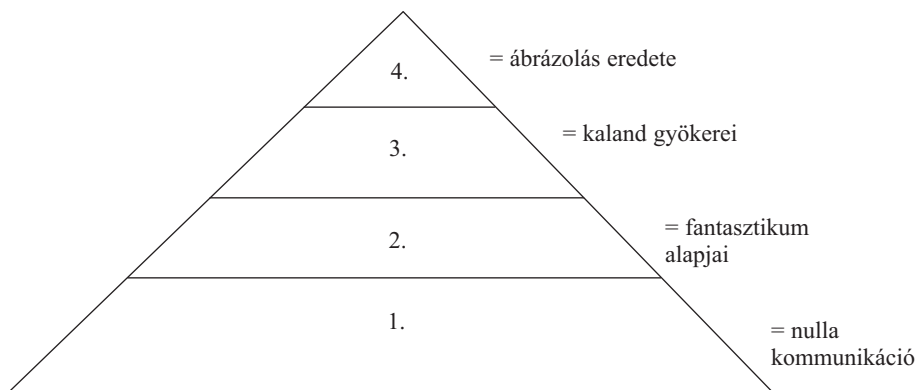 4.
= ábrázolás eredete
3.
= kaland gyökerei
2.
= fantasztikum
alapjai
1.
= nulla
kommunikáció